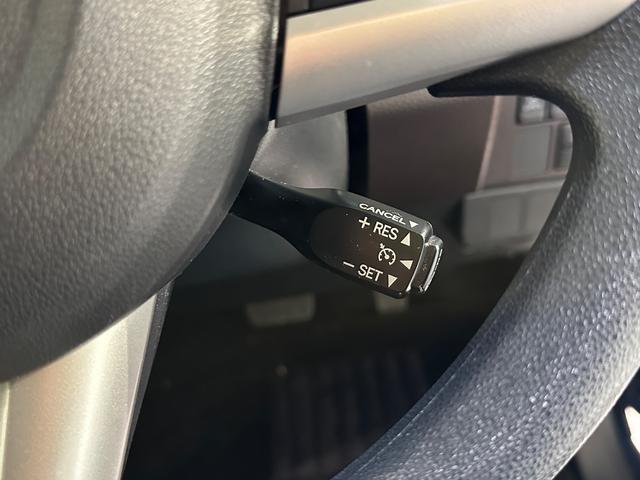 CANCEL ▼
+ RES ▲
◀
− SET ▼